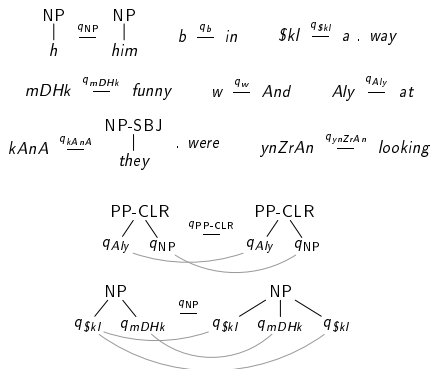 NP q_NP NP
h — him b q_b — in $kl q_$kl — a . way
mDHk q_mDHk — funny w q_w — And Aly q_Aly — at
kAnA q_kAnA — NP-SBJ they . were ynZrAn q_ynZrAn — looking
PP-CLR q_PP-CLR — PP-CLR
q_Aly q_NP q_Aly q_NP
NP q_NP — NP
q_$kl q_mDHk q_$kl q_mDHk q_$kl